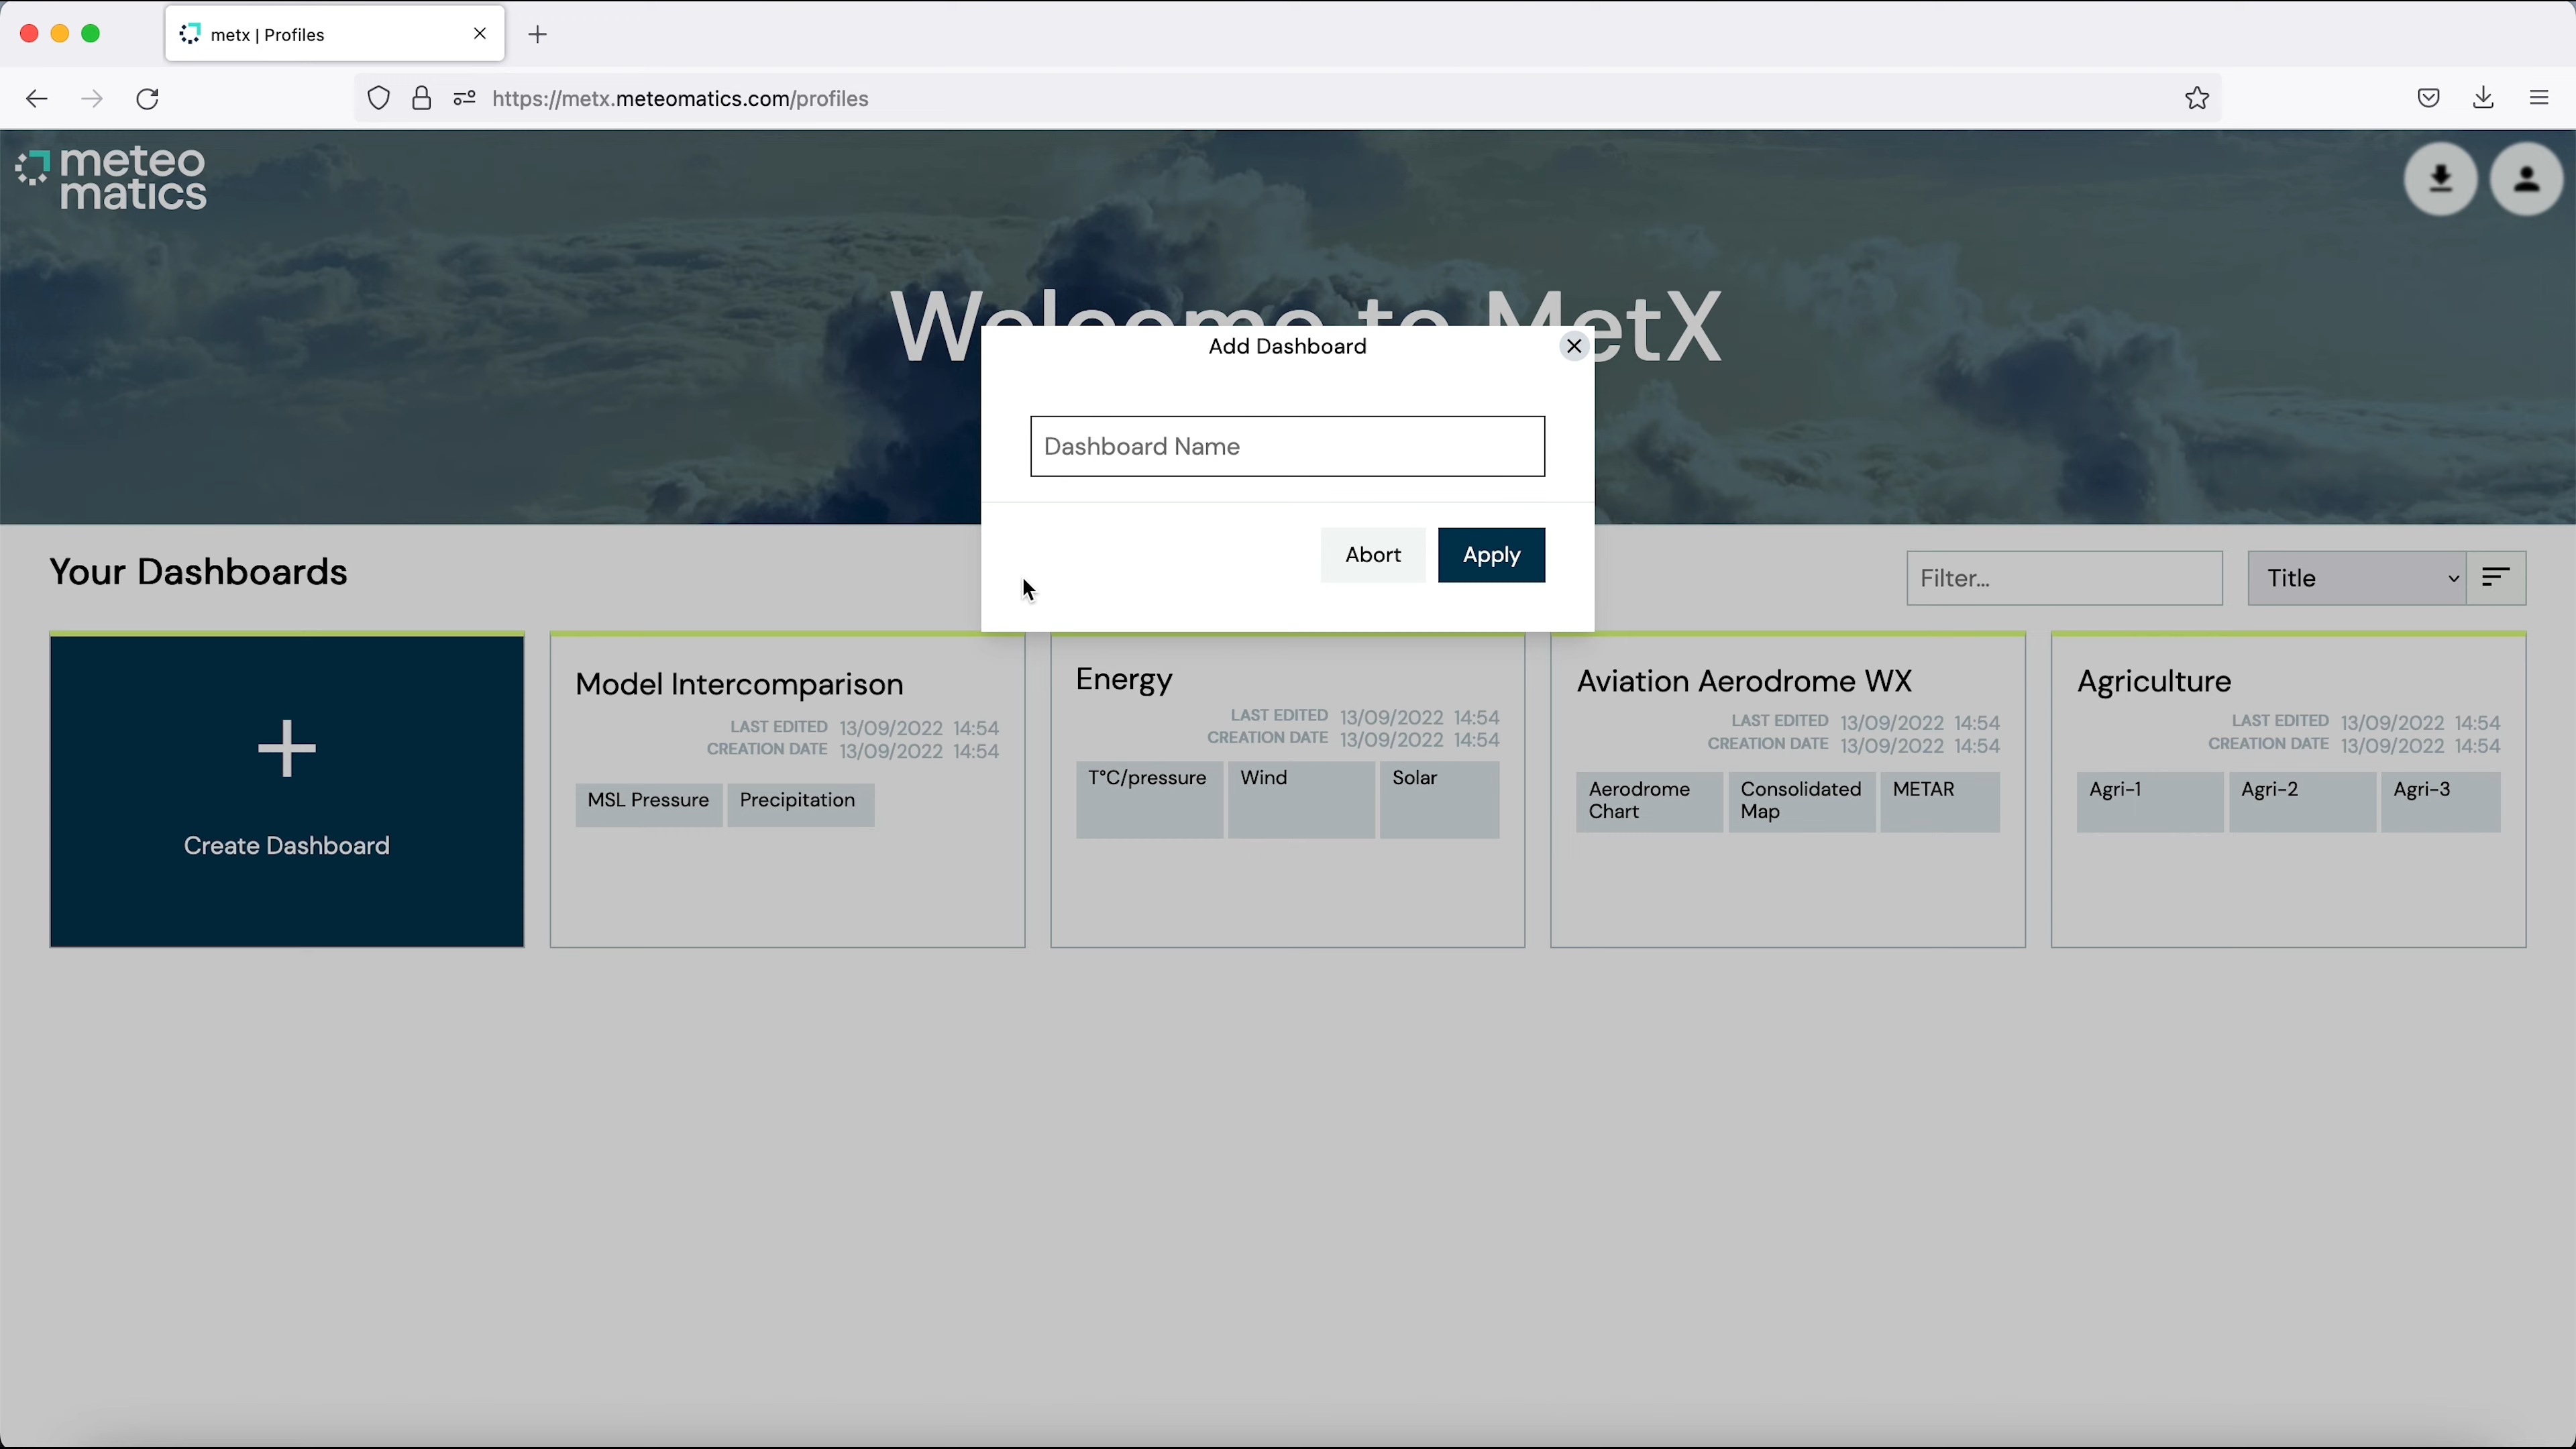 metx | Profiles
https://metx.meteomatics.com/profiles
meteo
matics
Welcome to MetX
Add Dashboard
Dashboard Name
Abort
Apply
Your Dashboards
Filter...
Title
Create Dashboard
Model Intercomparison
LAST EDITED 13/09/2022 14:54
CREATION DATE 13/09/2022 14:54
MSL Pressure
Precipitation
Energy
LAST EDITED 13/09/2022 14:54
CREATION DATE 13/09/2022 14:54
T°C/pressure
Wind
Solar
Aviation Aerodrome WX
LAST EDITED 13/09/2022 14:54
CREATION DATE 13/09/2022 14:54
Aerodrome
Chart
Consolidated
Map
METAR
Agriculture
LAST EDITED 13/09/2022 14:54
CREATION DATE 13/09/2022 14:54
Agri-1
Agri-2
Agri-3